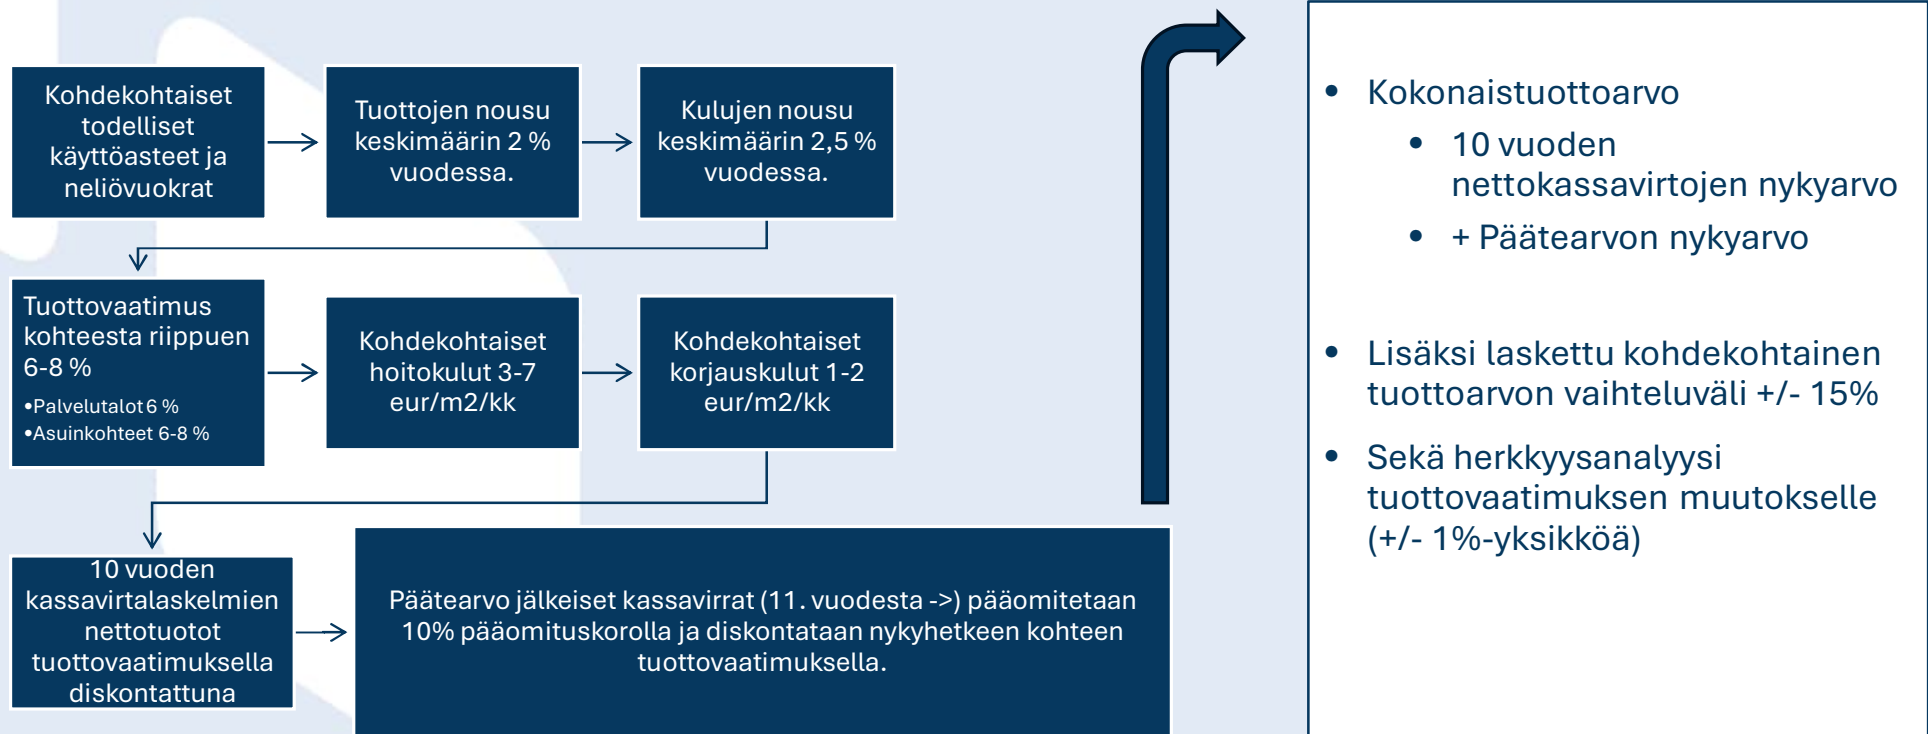 Kohdekohtaiset
todelliset
käyttöasteet ja
neliövuokrat
Tuottojen nousu
keskimäärin 2 %
vuodessa.
Kulujen nousu
keskimäärin 2,5 %
vuodessa.
Tuottovaatimus
kohteesta riippuen
6-8 %
•Palvelutalot 6 %
•Asuinkohteet 6-8 %
Kohdekohtaiset
hoitokulut 3-7
eur/m2/kk
Kohdekohtaiset
korjauskulut 1-2
eur/m2/kk
10 vuoden
kassavirtalaskelmien
nettotuotot
tuottovaatimuksella
diskontattuna
Päätearvo jälkeiset kassavirrat (11. vuodesta ->) pääomitetaan
10% pääomituskorolla ja diskontataan nykyhetkeen kohteen
tuottovaatimuksella.
• Kokonaistuottoarvo
• 10 vuoden
nettokassavirtojen nykyarvo
• + Päätearvon nykyarvo
• Lisäksi laskettu kohdekohtainen
tuottoarvon vaihteluväli +/- 15%
• Sekä herkkyysanalyysi
tuottovaatimuksen muutokselle
(+/- 1%-yksikköä)